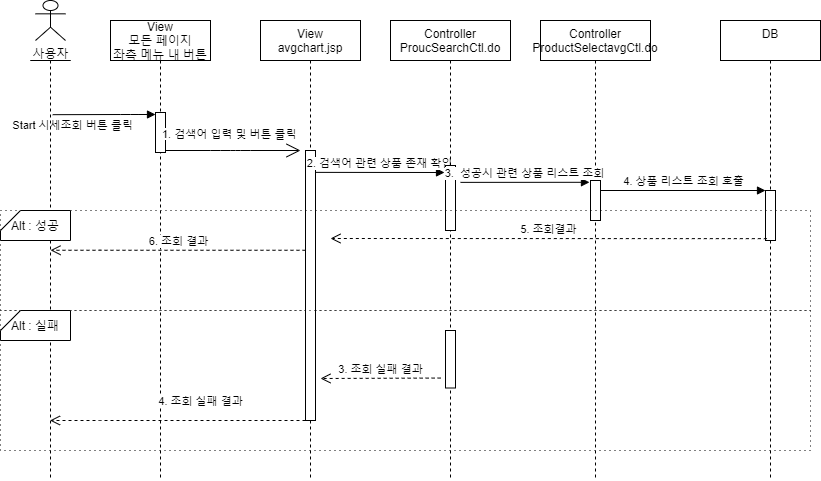 사용자
View
모든 페이지
좌측 메뉴 내 버튼
View
avgchart.jsp
Controller
ProucSearchCtl.do
Controller
ProductSelectavgCtl.do
DB
Start 시세조회 버튼 클릭
1. 검색어 입력 및 버튼 클릭
2. 검색어 관련 상품 존재 확인
3. 성공시 관련 상품 리스트 조회
4. 상품 리스트 조회 호출
Alt : 성공
5. 조회결과
6. 조회 결과
Alt : 실패
3. 조회 실패 결과
4. 조회 실패 결과